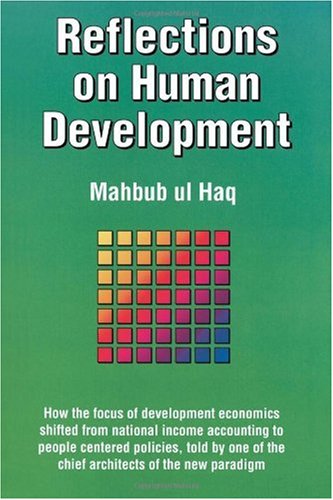 Reflections
on Human
Development
Mahbub ul Haq
How the focus of development economics
shifted from national income accounting to
people centered policies, told by one of the
chief architects of the new paradigm